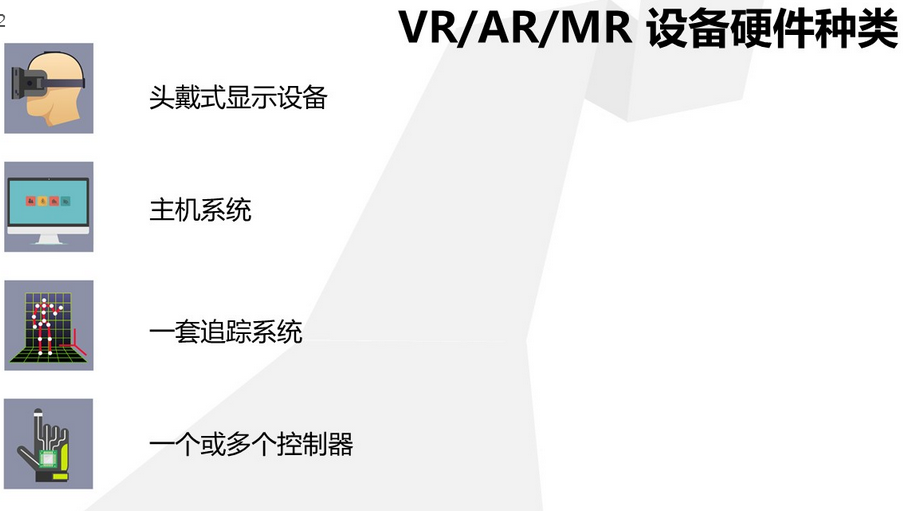 2
VR/AR/MR 设备硬件种类
头戴式显示设备
主机系统
一套追踪系统
一个或多个控制器